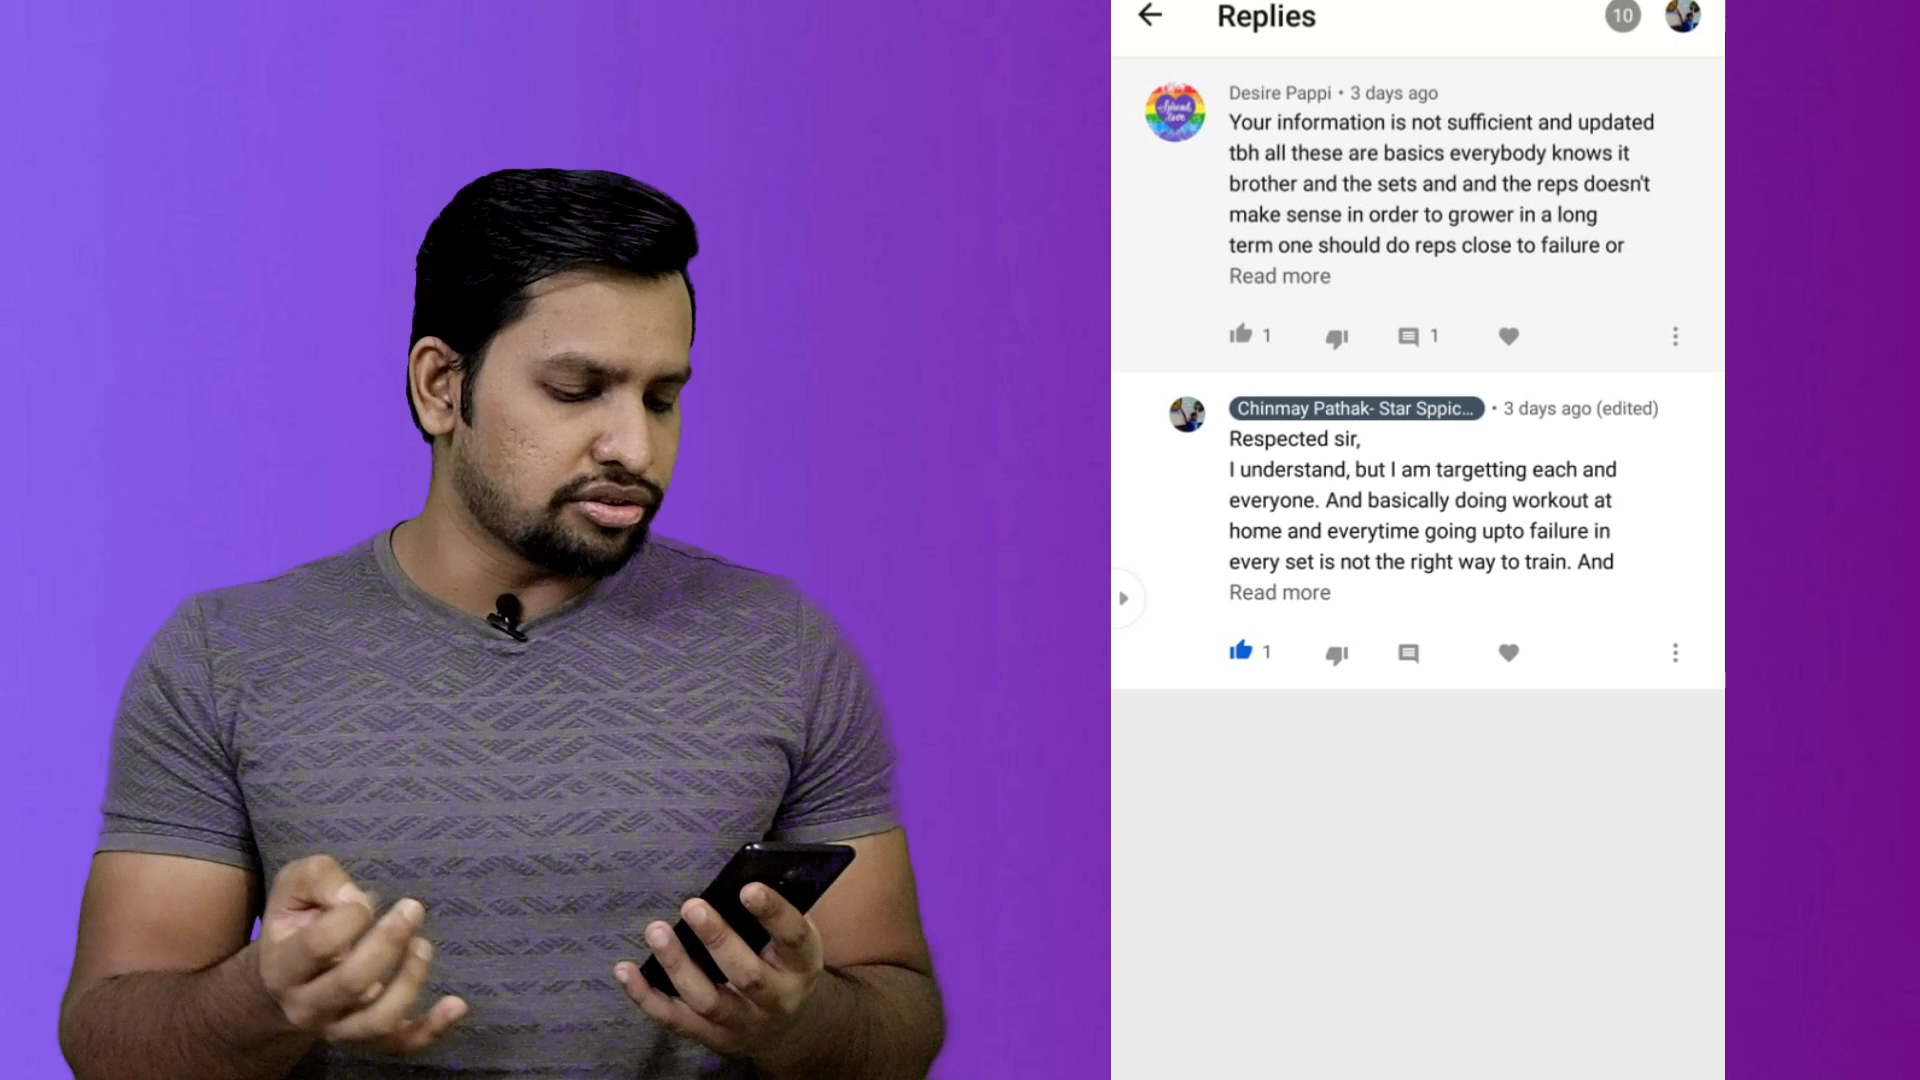 Replies
10
Desire Pappi • 3 days ago
Spread
love
Your information is not sufficient and updated
tbh all these are basics everybody knows it
brother and the sets and and the reps doesn't
make sense in order to grower in a long
term one should do reps close to failure or
Read more
1
1
Chinmay Pathak- Star Sppic... • 3 days ago (edited)
Respected sir,
I understand, but I am targetting each and
everyone. And basically doing workout at
home and everytime going upto failure in
every set is not the right way to train. And
Read more
1